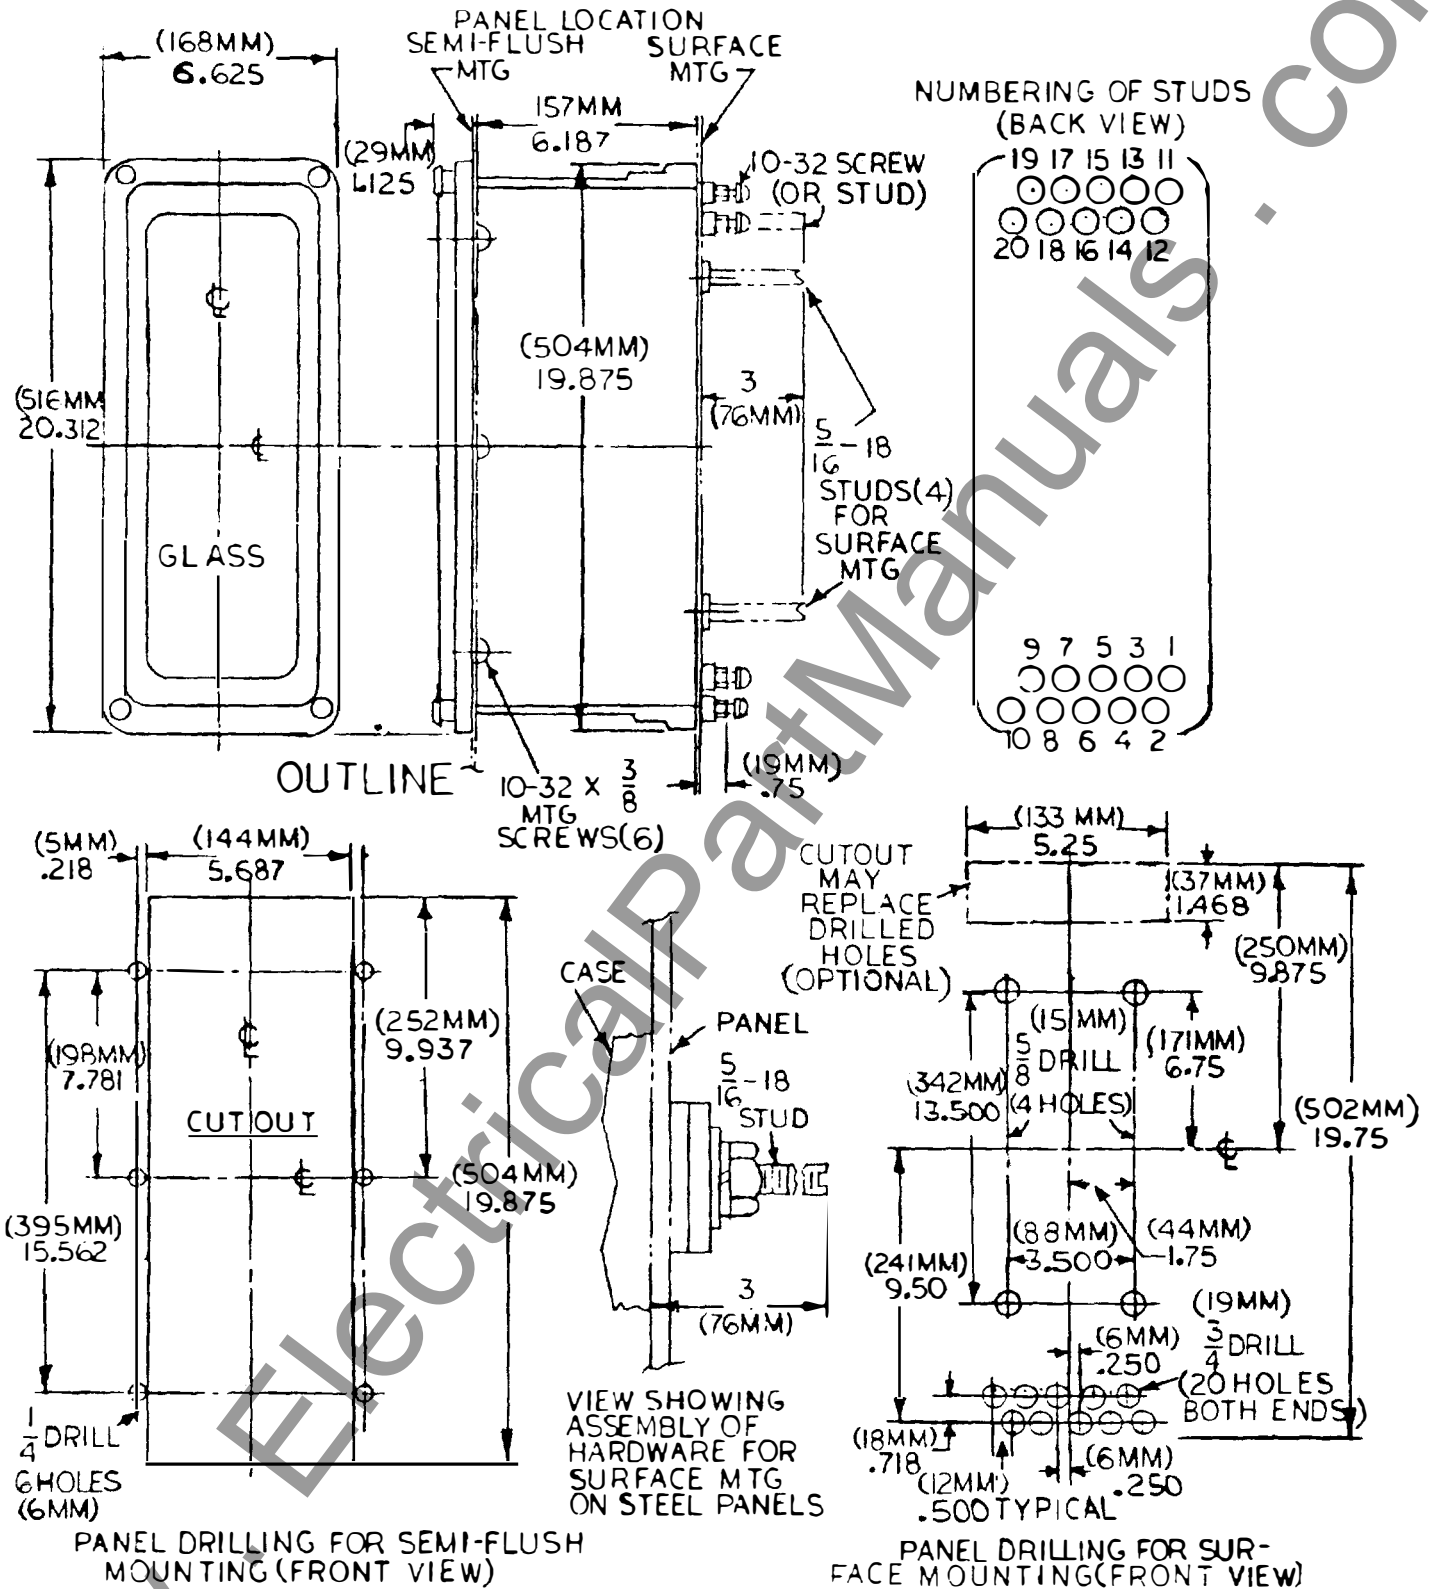 PANEL LOCATION
SEMI-FLUSH
MTG
SURFACE
MTG
(168MM)
6.625
157MM
6.187
(29MM)
1.125
10-32 SCREW
(OR STUD)
NUMBERING OF STUDS
(BACK VIEW)
19 17 15 13 11
20 18 16 14 12
(504MM)
19.875
3
(76MM)
(516MM
20.312
5/16-18
STUDS(4)
FOR
SURFACE
MTG
GLASS
9 7 5 3 1
10 8 6 4 2
OUTLINE
10-32 X 3/8
MTG
SCREWS(6)
(19MM)
.75
(5MM)
.218
(144MM)
5.687
(252MM)
9.937
(198MM)
7.781
CUTOUT
(504MM)
19.875
(395MM)
15.562
1/4 DRILL
6HOLES
(6MM)
PANEL DRILLING FOR SEMI-FLUSH
MOUNTING(FRONT VIEW)
CASE
PANEL
5/16-18
STUD
3
(76MM)
VIEW SHOWING
ASSEMBLY OF
HARDWARE FOR
SURFACE MTG
ON STEEL PANELS
(133 MM)
5.25
CUTOUT
MAY
REPLACE
DRILLED
HOLES
(OPTIONAL)
(37MM)
1.468
(250MM)
9.875
(15MM)
5/8 DRILL
(4 HOLES)
(171MM)
6.75
(342MM)
13.500
(502MM)
19.75
(88MM)
3.500
(44MM)
1.75
(241MM)
9.50
(19MM)
3/4 DRILL
(20HOLES
BOTH ENDS)
(6MM)
.250
(18MM)
.718
(12MM)
.500TYPICAL
(6MM)
.250
PANEL DRILLING FOR SUR-
FACE MOUNTING(FRONT VIEW)
. ElectricalPartManuals . com